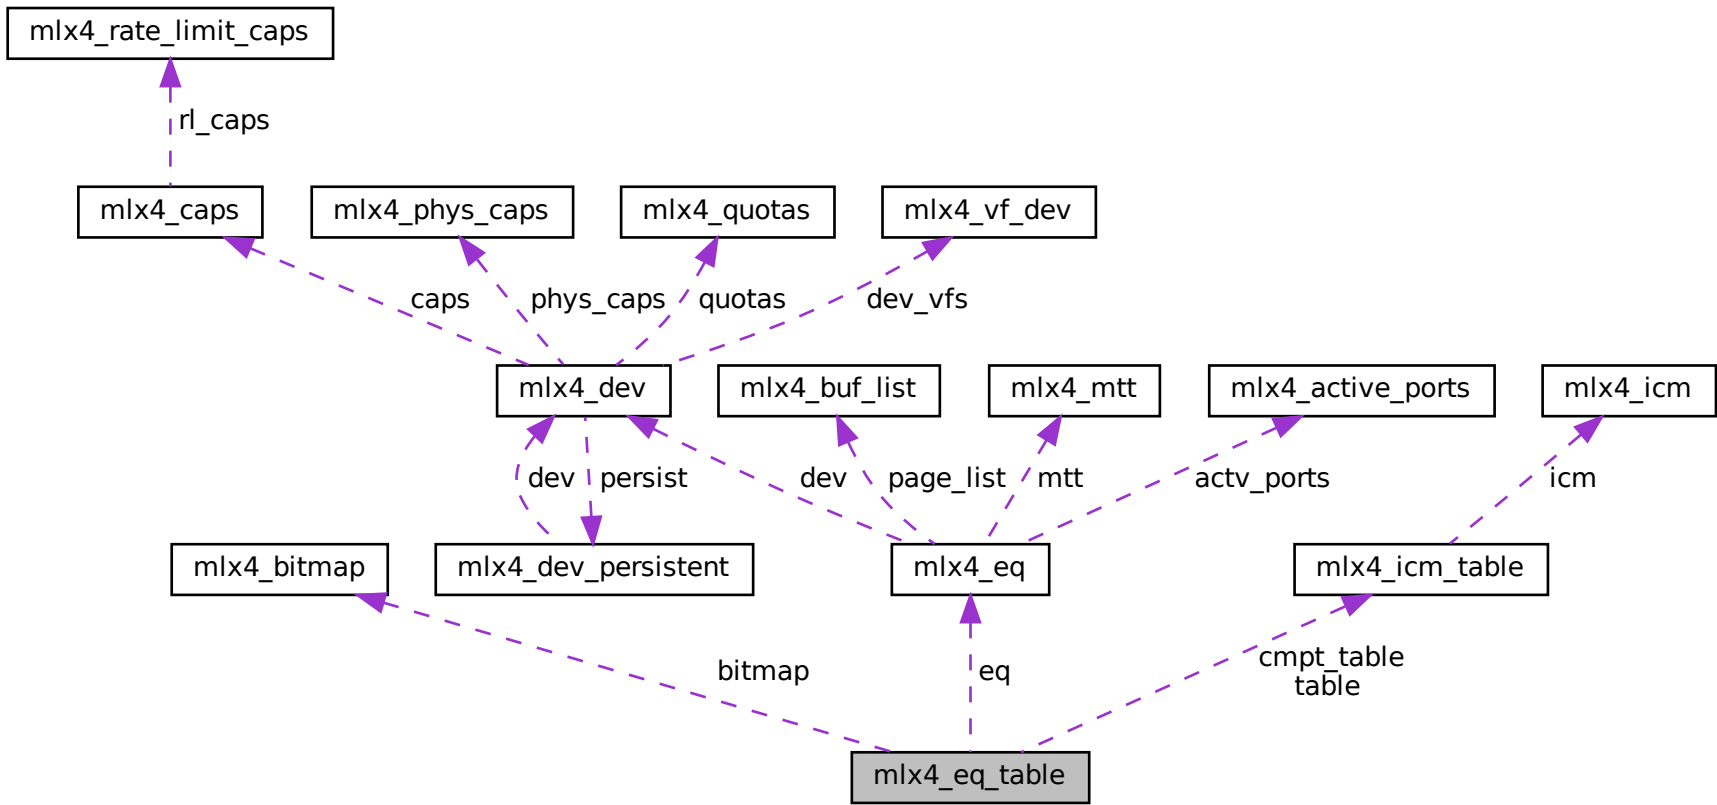 mlx4_rate_limit_caps
rl_caps
mlx4_caps
mlx4_phys_caps
mlx4_quotas
mlx4_vf_dev
caps
phys_caps
quotas
dev_vfs
mlx4_dev
mlx4_buf_list
mlx4_mtt
mlx4_active_ports
mlx4_icm
dev
persist
dev
page_list
mtt
actv_ports
icm
mlx4_bitmap
mlx4_dev_persistent
mlx4_eq
mlx4_icm_table
bitmap
eq
cmpt_table
table
mlx4_eq_table